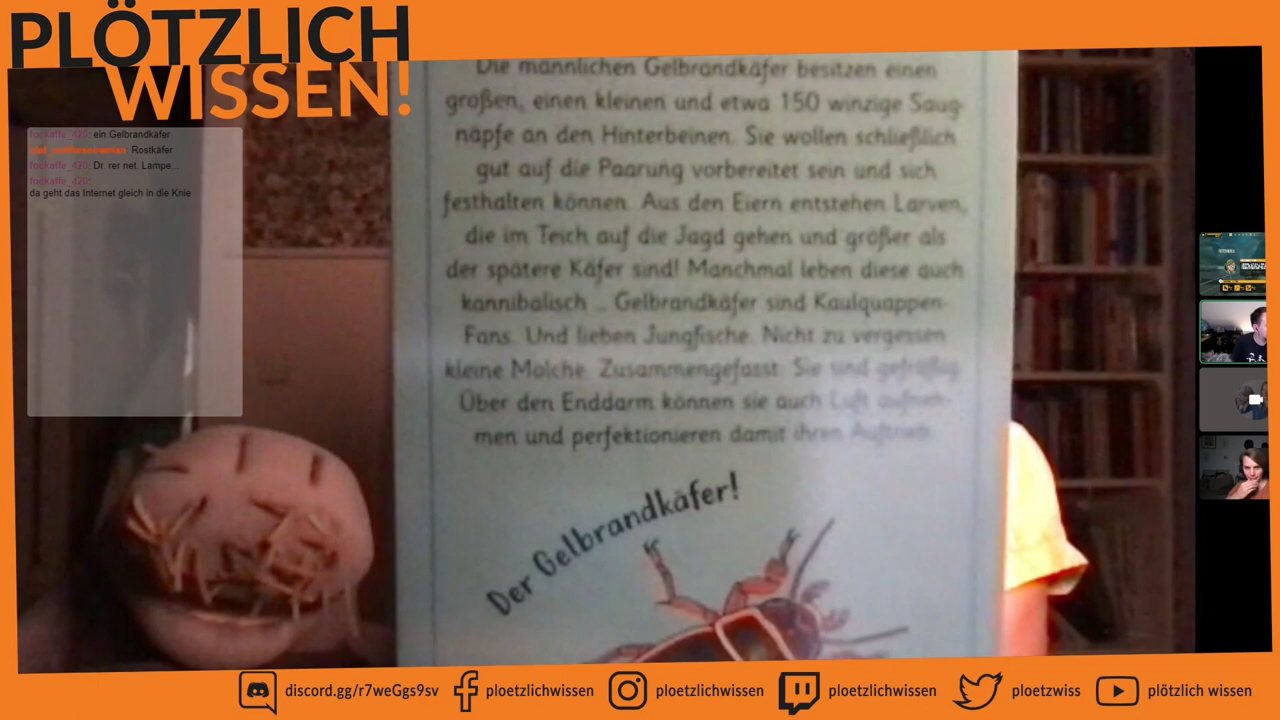 PLÖTZLICH
WISSEN!
fockaffe_420: ein Gelbrandkäfer
Rostkäfer
fockaffe_420: Dr. rer net. Lampe...
fockaffe_420:
da geht das Internet gleich in die Knie
Die männlichen Gelbrandkäfer besitzen einen
großen, einen kleinen und etwa 150 winzige Saug-
näpfe an den Hinterbeinen. Sie wollen schließlich
gut auf die Paarung vorbereitet sein und sich
festhalten können. Aus den Eiern entstehen Larven,
die im Teich auf die Jagd gehen und größer als
der spätere Käfer sind! Manchmal leben diese auch
kannibalisch ... Gelbrandkäfer sind Kaulquappen-
Fans. Und lieben Jungfische. Nicht zu vergessen
kleine Molche. Zusammengefasst: Sie sind gefräßig.
Über den Enddarm können sie auch Luft aufneh-
men und perfektionieren damit ihren Auftrieb.
Der Gelbrandkäfer!
discord.gg/r7weGgs9sv
ploetzlichwissen
ploetzlichwissen
ploetzlichwissen
ploetzwiss
plötzlich wissen